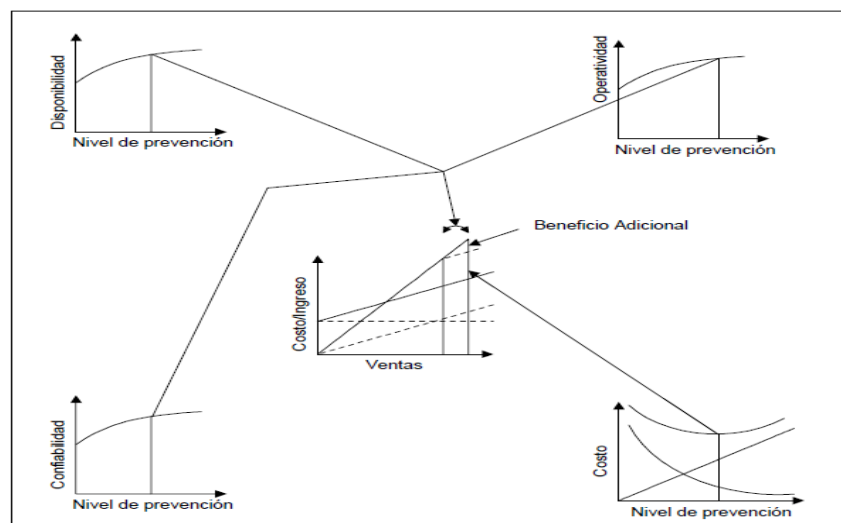 Disponibilidad
Nivel de prevención
Operatividad
Nivel de prevención
Beneficio Adicional
Costo/Ingreso
Ventas
Confiabilidad
Nivel de prevención
Costo
Nivel de prevención